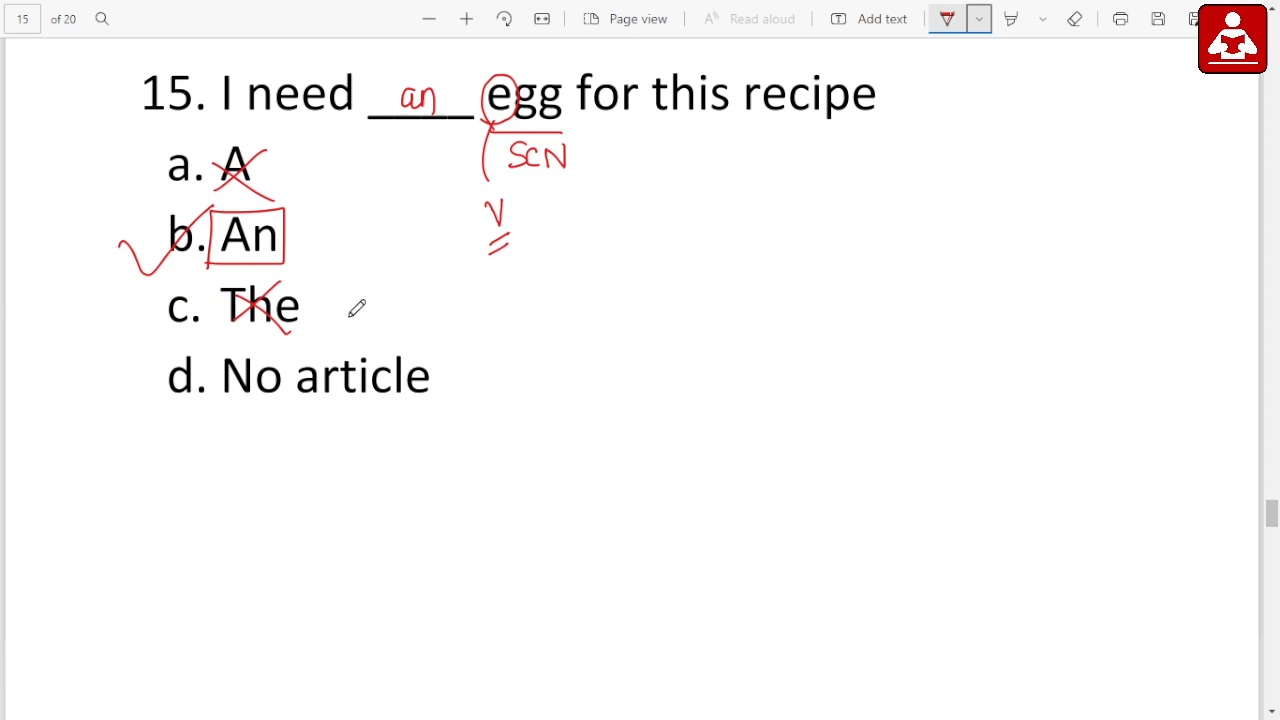 15 of 20 Page view Read aloud Add text
15. I need an egg for this recipe
SCN
a. A
V
b. An
c. The
d. No article